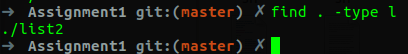 → Assignment1 git:(master) ✗ find . -type l
./list2
→ Assignment1 git:(master) ✗